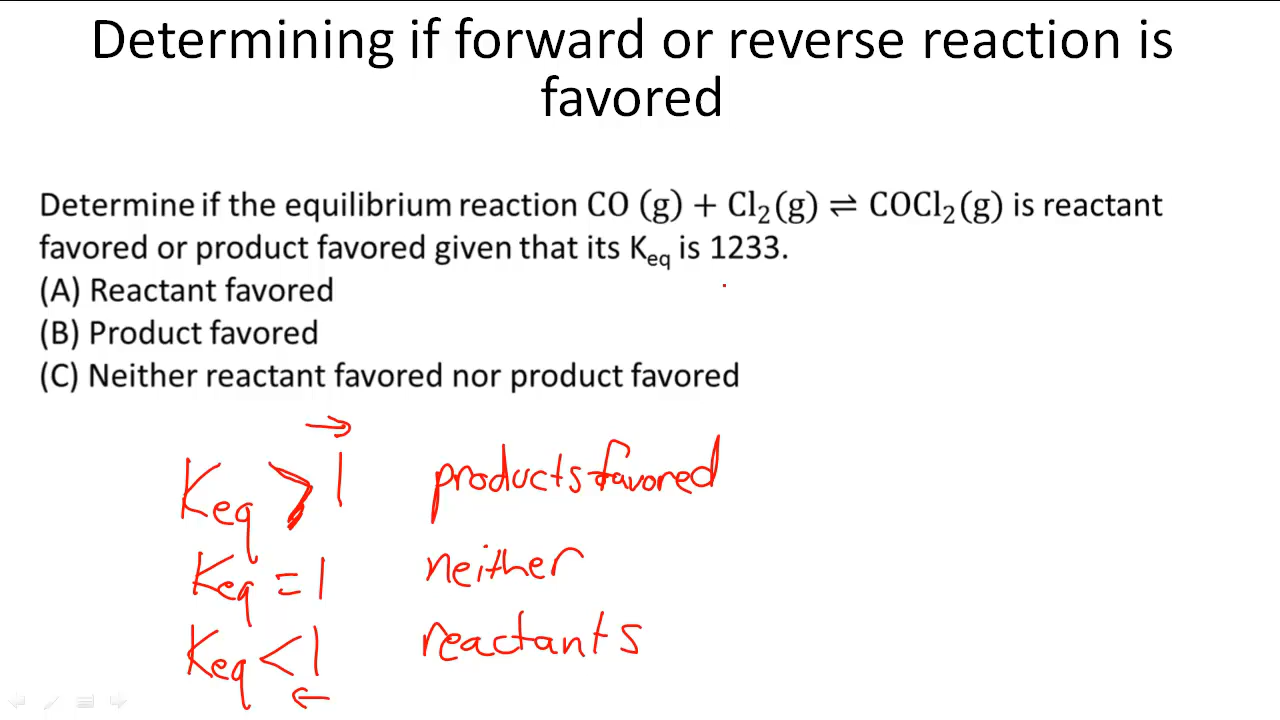 Determining if forward or reverse reaction is
favored
Determine if the equilibrium reaction CO (g) + Cl₂(g) ⇌ COCl₂(g) is reactant
favored or product favored given that its Keq is 1233.
(A) Reactant favored
(B) Product favored
(C) Neither reactant favored nor product favored
→
Keq > 1 products favored
Keq = 1 neither
Keq < 1 reactants
←